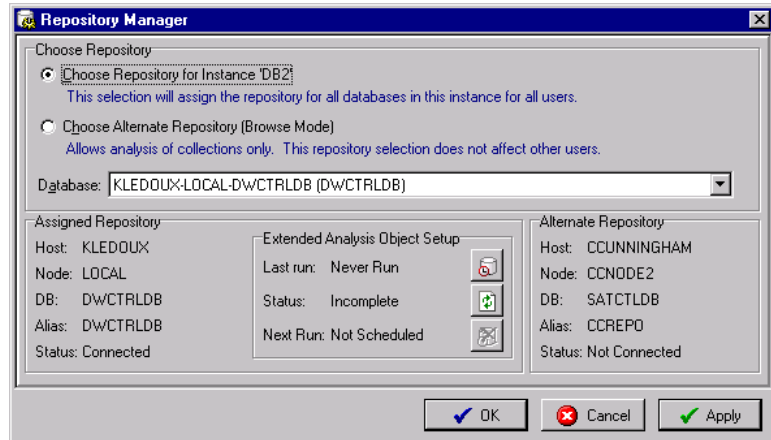 Repository Manager
Choose Repository
Choose Repository for Instance 'DB2'
This selection will assign the repository for all databases in this instance for all users.
Choose Alternate Repository (Browse Mode)
Allows analysis of collections only. This repository selection does not affect other users.
Database: KLEDOUX-LOCAL-DWCTRLDB (DWCTRLDB)
Assigned Repository
Host: KLEDOUX
Node: LOCAL
DB: DWCTRLDB
Alias: DWCTRLDB
Status: Connected
Extended Analysis Object Setup
Last run: Never Run
Status: Incomplete
Next Run: Not Scheduled
Alternate Repository
Host: CCUNNINGHAM
Node: CCNODE2
DB: SATCTLDB
Alias: CCREPO
Status: Not Connected
OK
Cancel
Apply